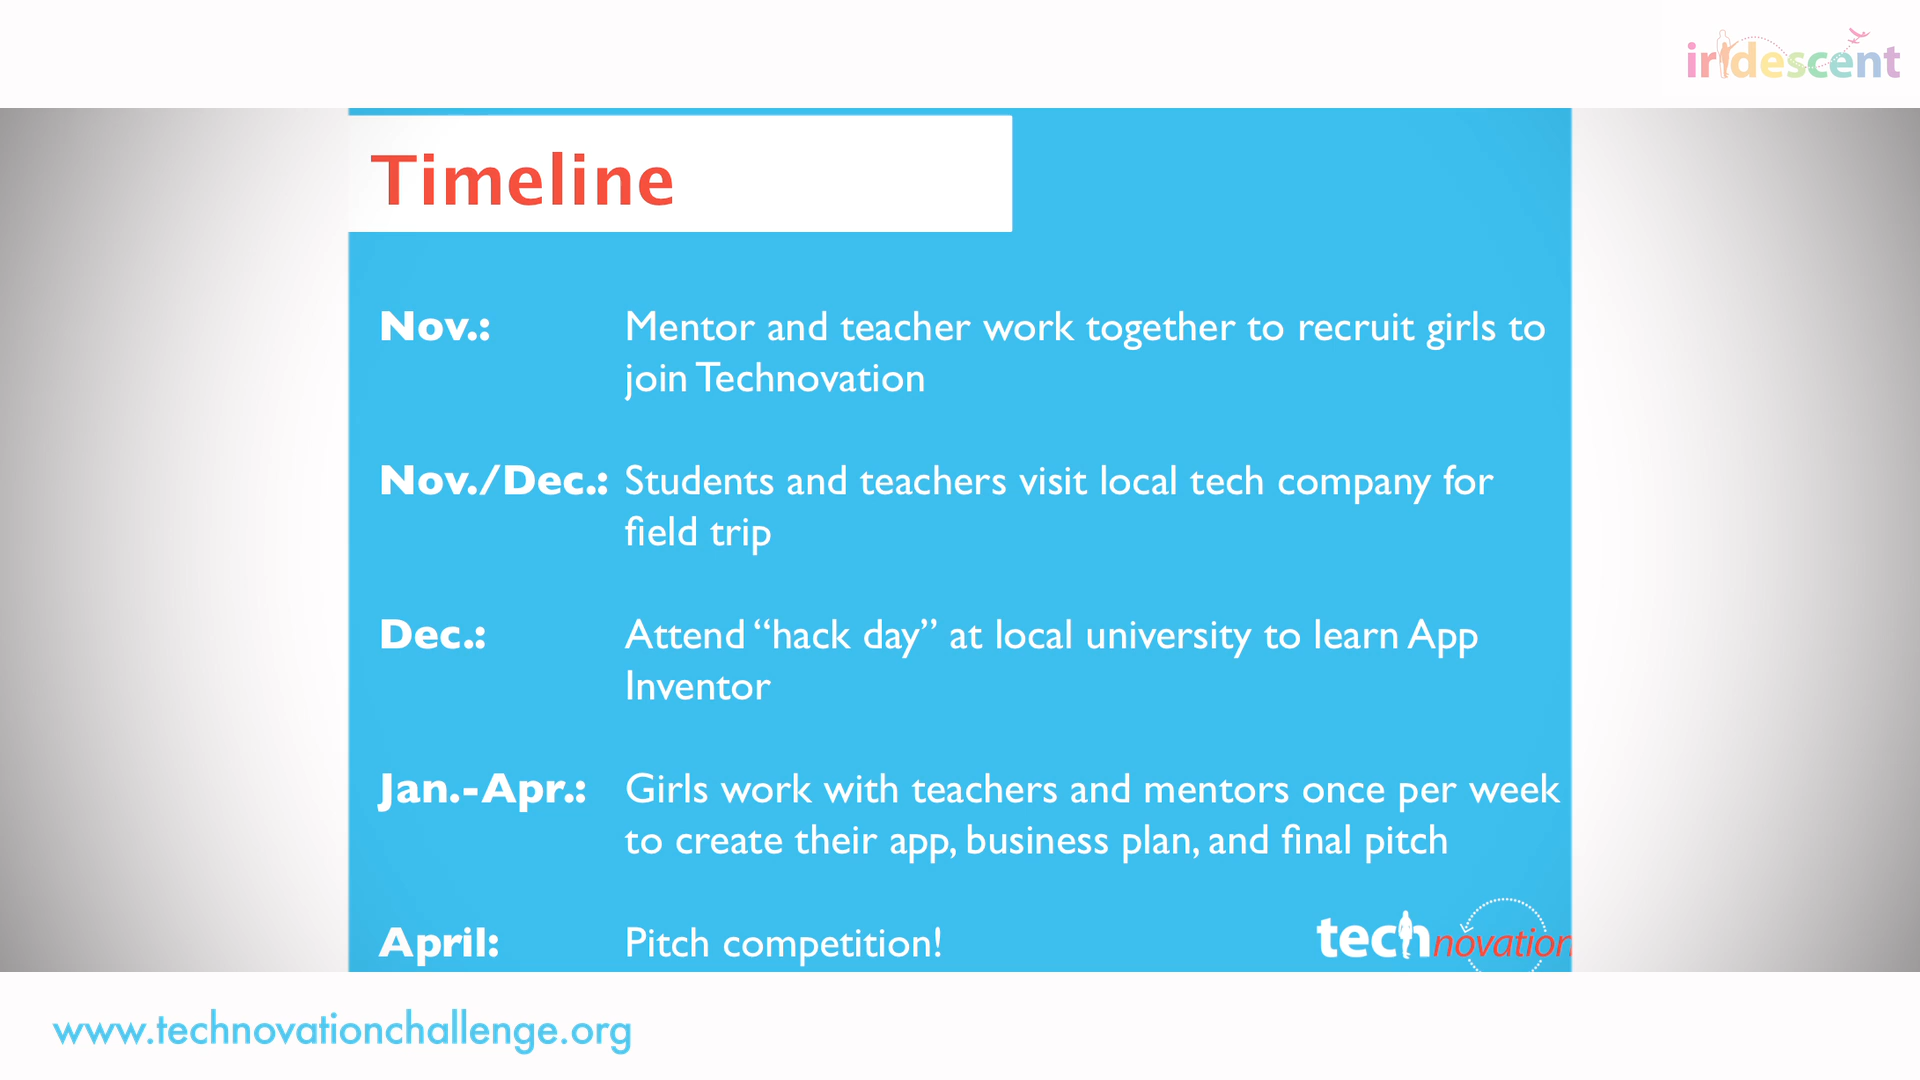 iridescent
Timeline
Nov.: Mentor and teacher work together to recruit girls to
join Technovation
Nov./Dec.: Students and teachers visit local tech company for
field trip
Dec.: Attend “hack day” at local university to learn App
Inventor
Jan.-Apr.: Girls work with teachers and mentors once per week
to create their app, business plan, and final pitch
April: Pitch competition!
technovation
www.technovationchallenge.org